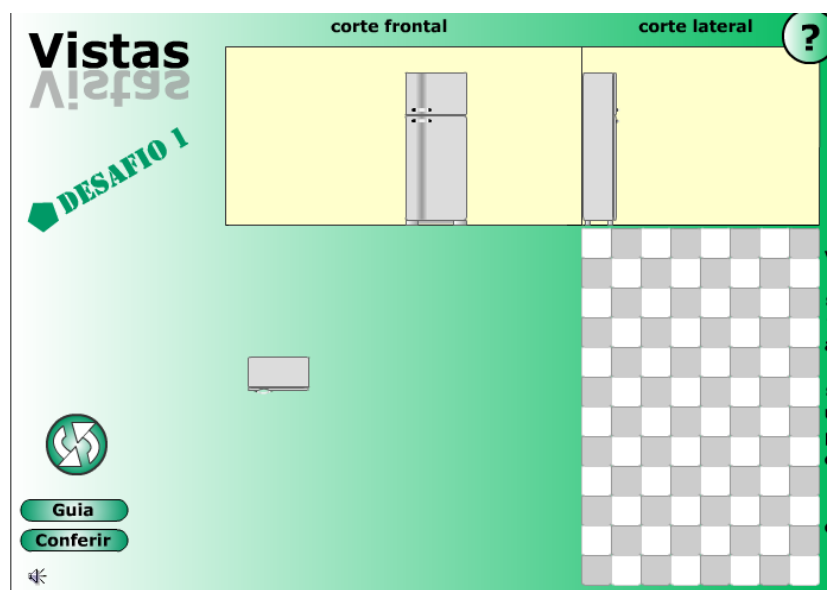 corte frontal
corte lateral
?
Vistas
Vistas
DESAFIO 1
Guia
Conferir